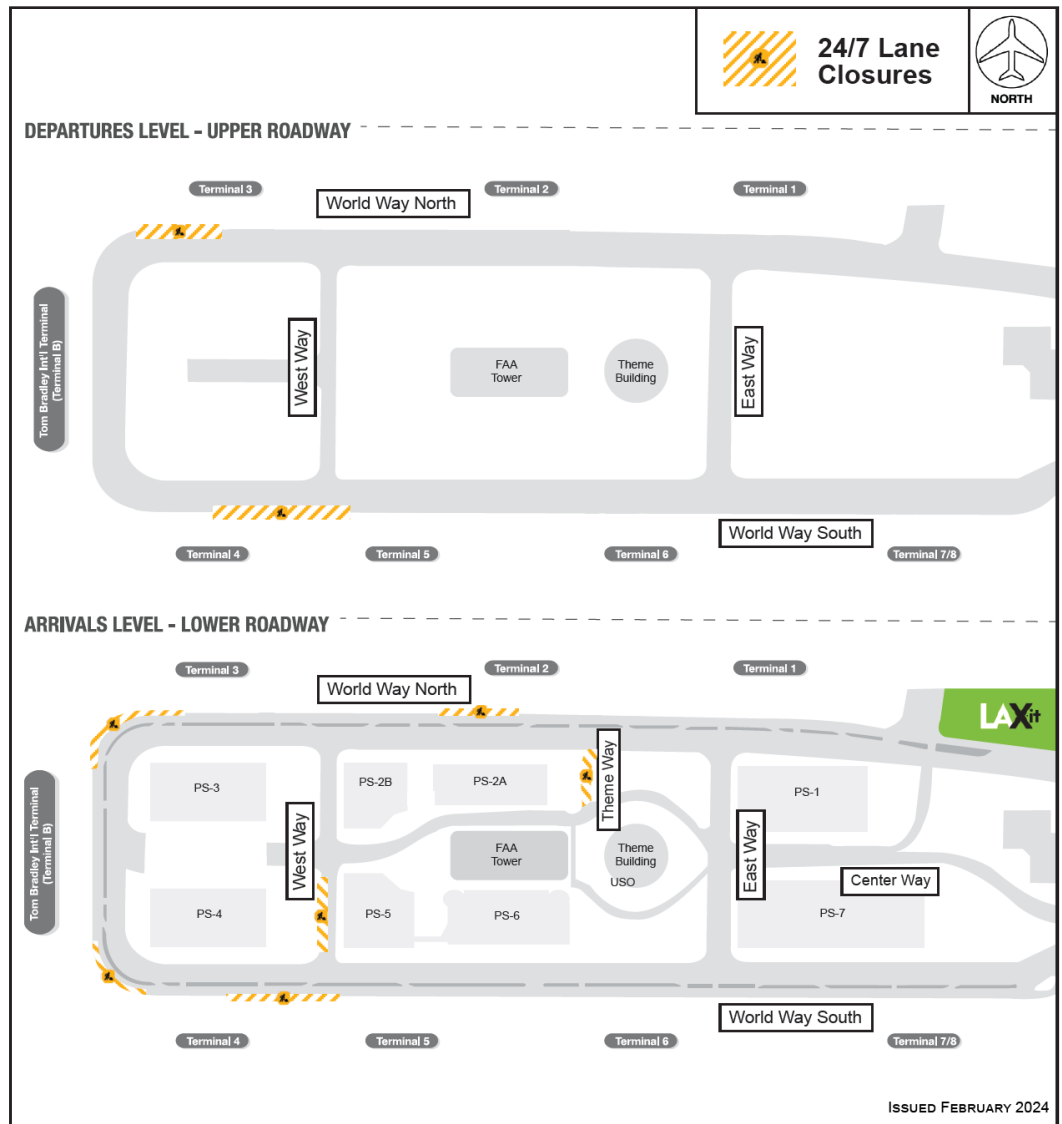 24/7 Lane
Closures
NORTH
DEPARTURES LEVEL - UPPER ROADWAY
Terminal 3
Terminal 2
Terminal 1
World Way North
Tom Bradley Int'l Terminal
(Terminal B)
West Way
FAA
Tower
Theme
Building
East Way
World Way South
Terminal 4
Terminal 5
Terminal 6
Terminal 7/8
ARRIVALS LEVEL - LOWER ROADWAY
Terminal 3
Terminal 2
Terminal 1
World Way North
LAXit
Tom Bradley Int'l Terminal
(Terminal B)
PS-3
PS-2B
PS-2A
Theme Way
PS-1
West Way
FAA
Tower
Theme
Building
USO
East Way
Center Way
PS-4
PS-5
PS-6
PS-7
World Way South
Terminal 4
Terminal 5
Terminal 6
Terminal 7/8
ISSUED FEBRUARY 2024